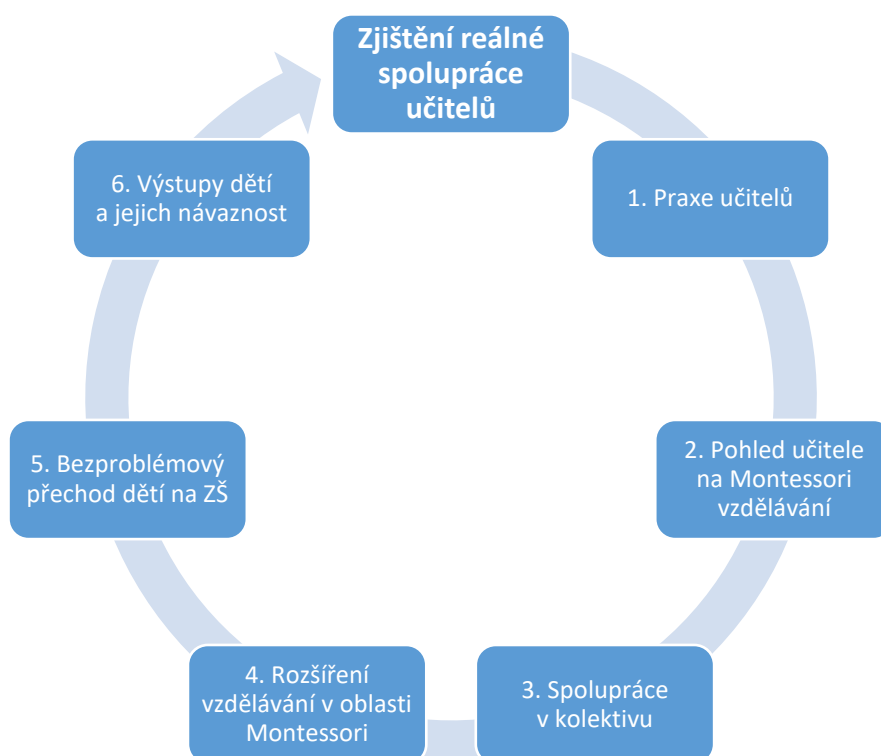 Zjištění reálné
spolupráce
učitelů
1. Praxe učitelů
2. Pohled učitele
na Montessori
vzdělávání
3. Spolupráce
v kolektivu
4. Rozšíření
vzdělávání v oblasti
Montessori
5. Bezproblémový
přechod dětí na ZŠ
6. Výstupy dětí
a jejich návaznost